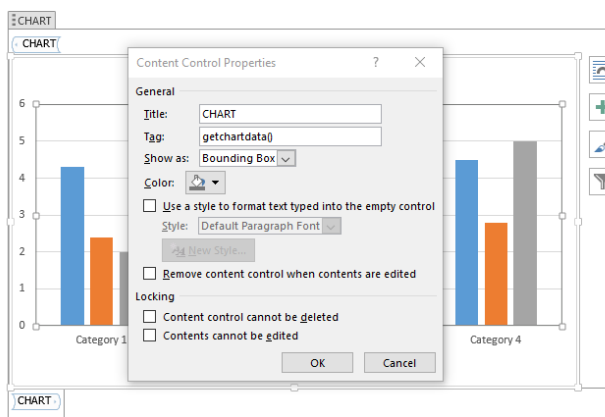 CHART
CHART
Content Control Properties ?
General
Title: CHART
Tag: getchartdata()
Show as: Bounding Box
Color:
Use a style to format text typed into the empty control
Style: Default Paragraph Font
New Style...
Remove content control when contents are edited
Locking
Content control cannot be deleted
Contents cannot be edited
OK Cancel
6
5
4
3
2
1
0
Category 1 Category 4
CHART